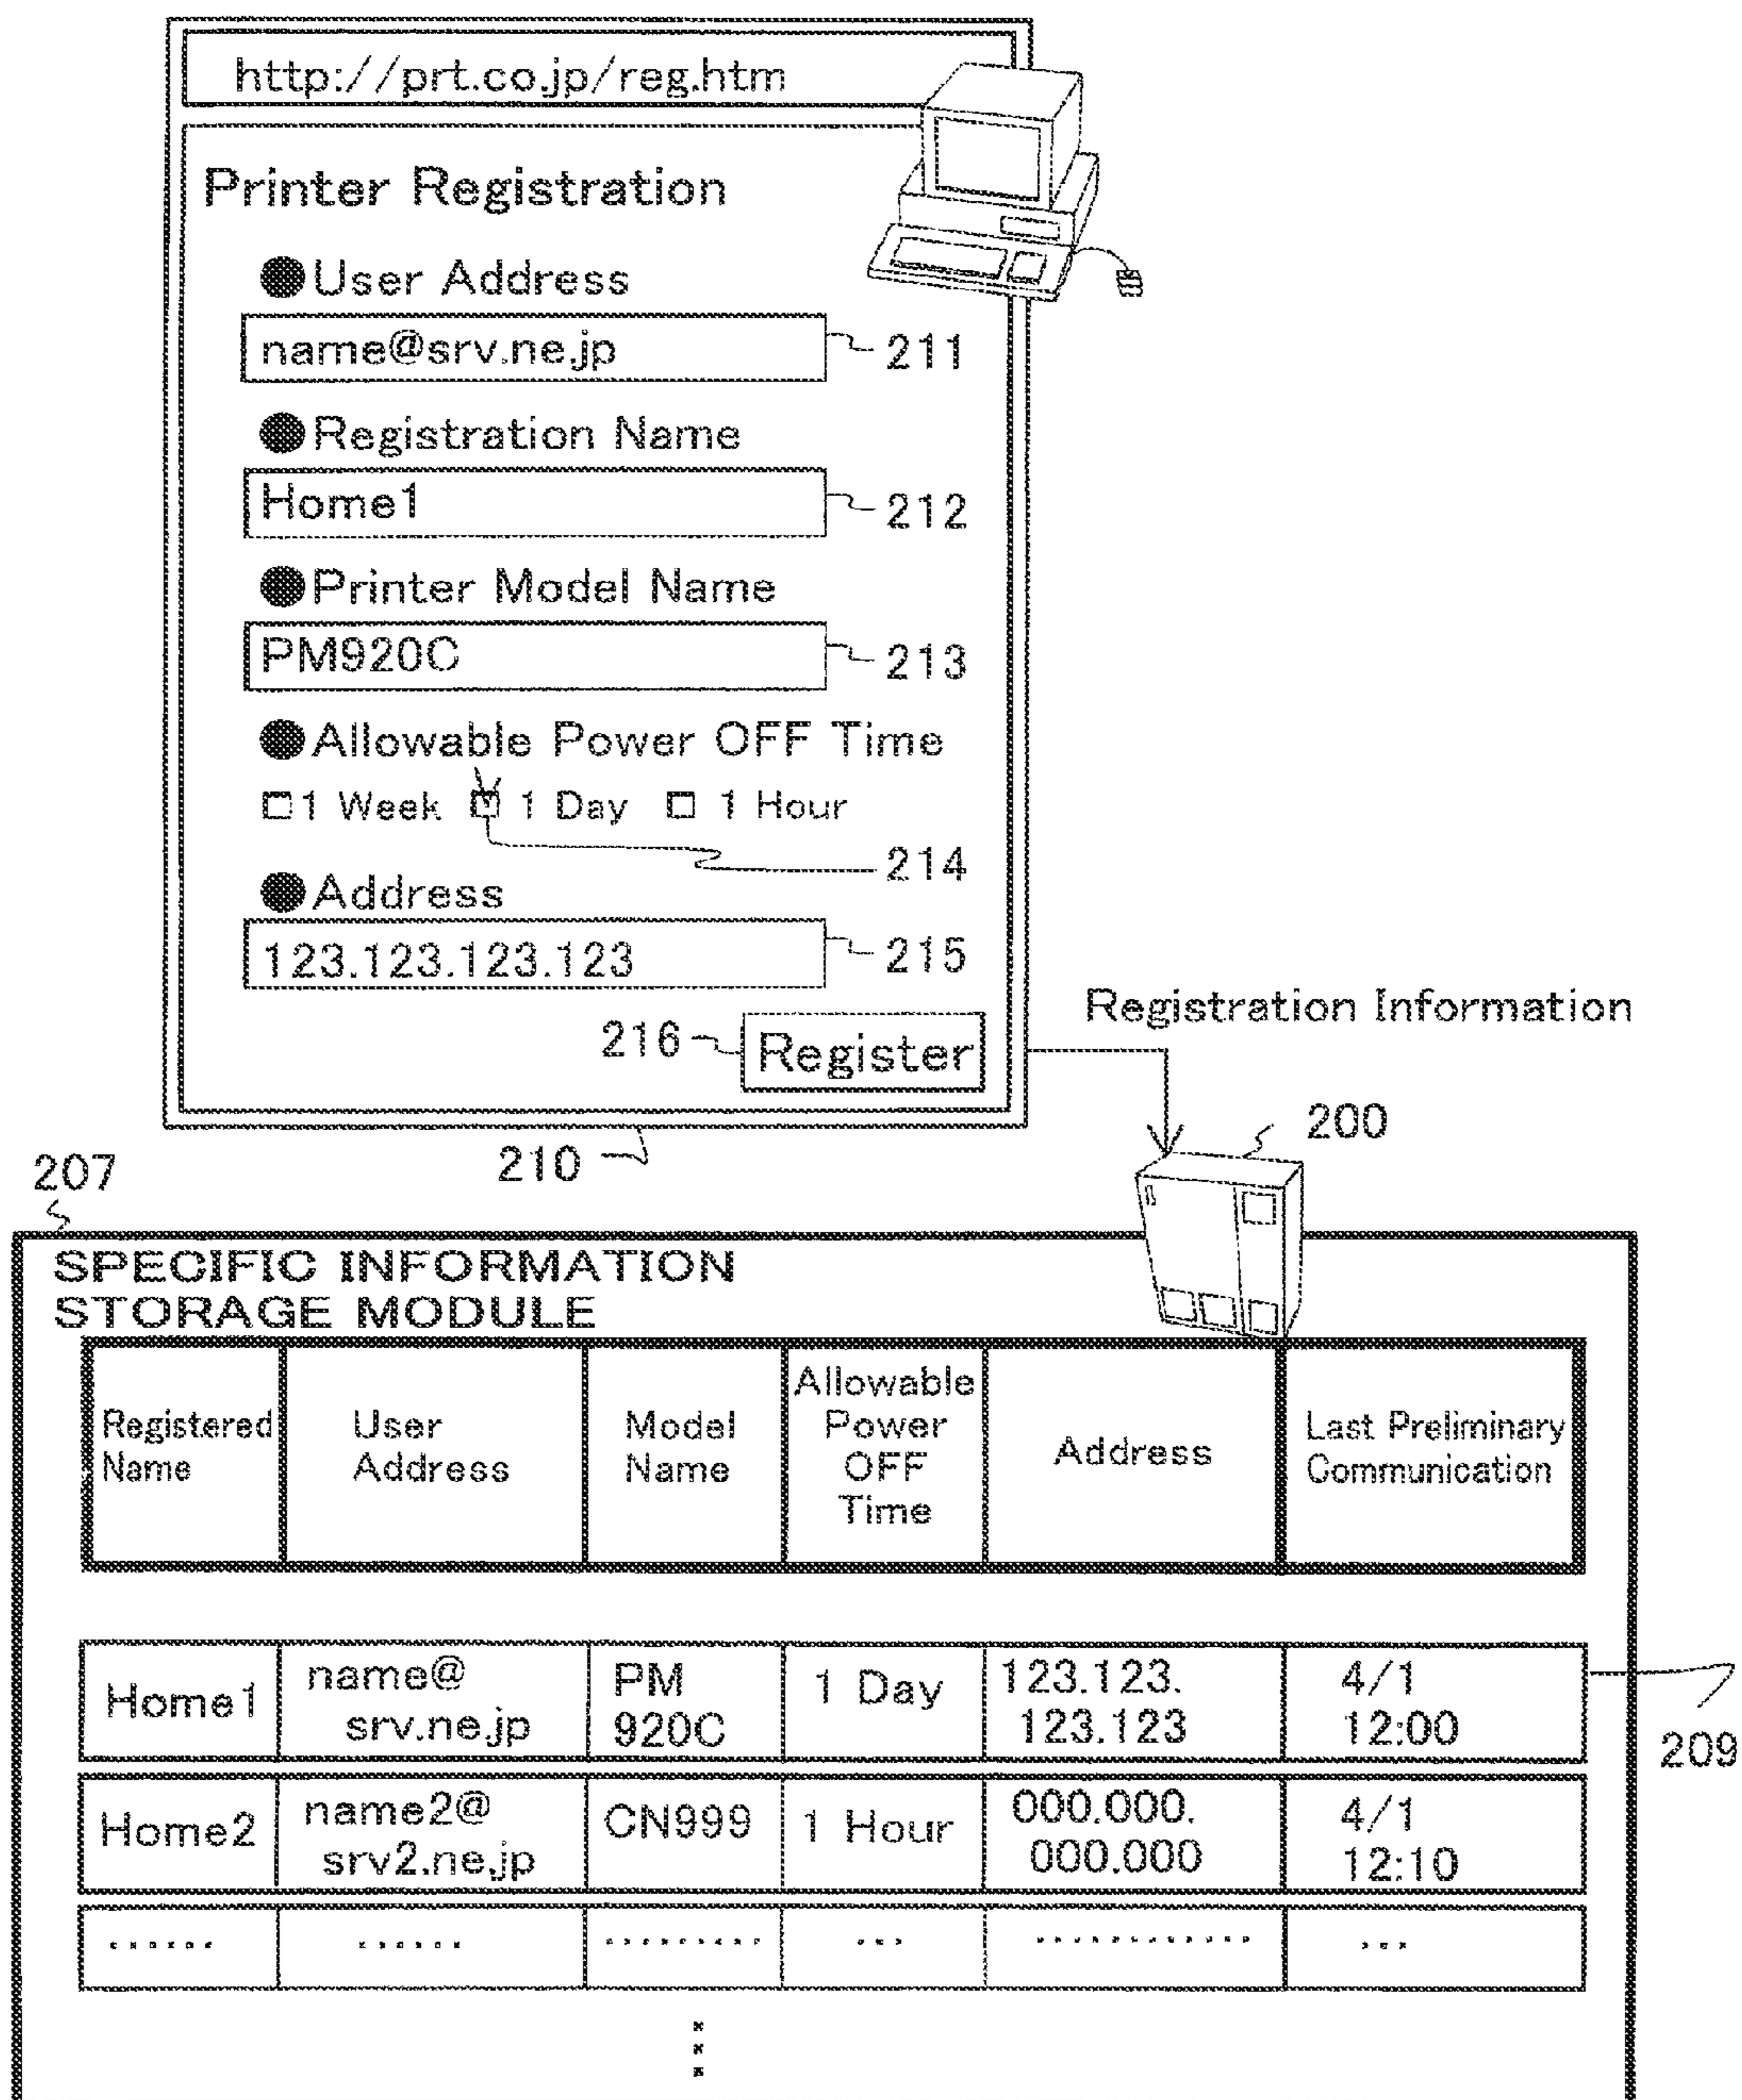 http://prt.co.jp/reg.htm
Printer Registration
●User Address
name@srv.ne.jp
211
●Registration Name
Home1
212
●Printer Model Name
PM920C
213
●Allowable Power OFF Time
□1 Week □ 1 Day □ 1 Hour
214
●Address
123.123.123.123
215
Registration Information
216
Register
200
210
207
SPECIFIC INFORMATION
STORAGE MODULE
Registered
Name
User
Address
Model
Name
Allowable
Power
OFF
Time
Address
Last Preliminary
Communication
Home1
name@
srv.ne.jp
PM
920C
1 Day
123.123.
123.123
4/1
12:00
209
Home2
name2@
srv2.ne.jp
CN999
1 Hour
000.000.
000.000
4/1
12:10